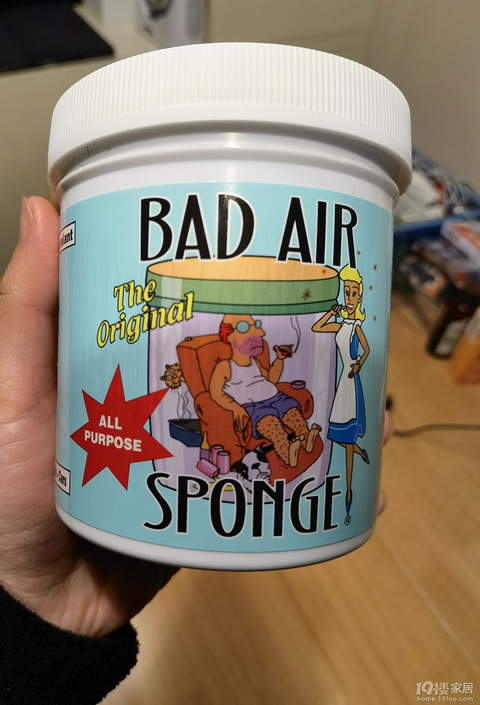 BAD AIR
The
Original
ALL
PURPOSE
SPONGE®
19楼家居
home.19lou.com